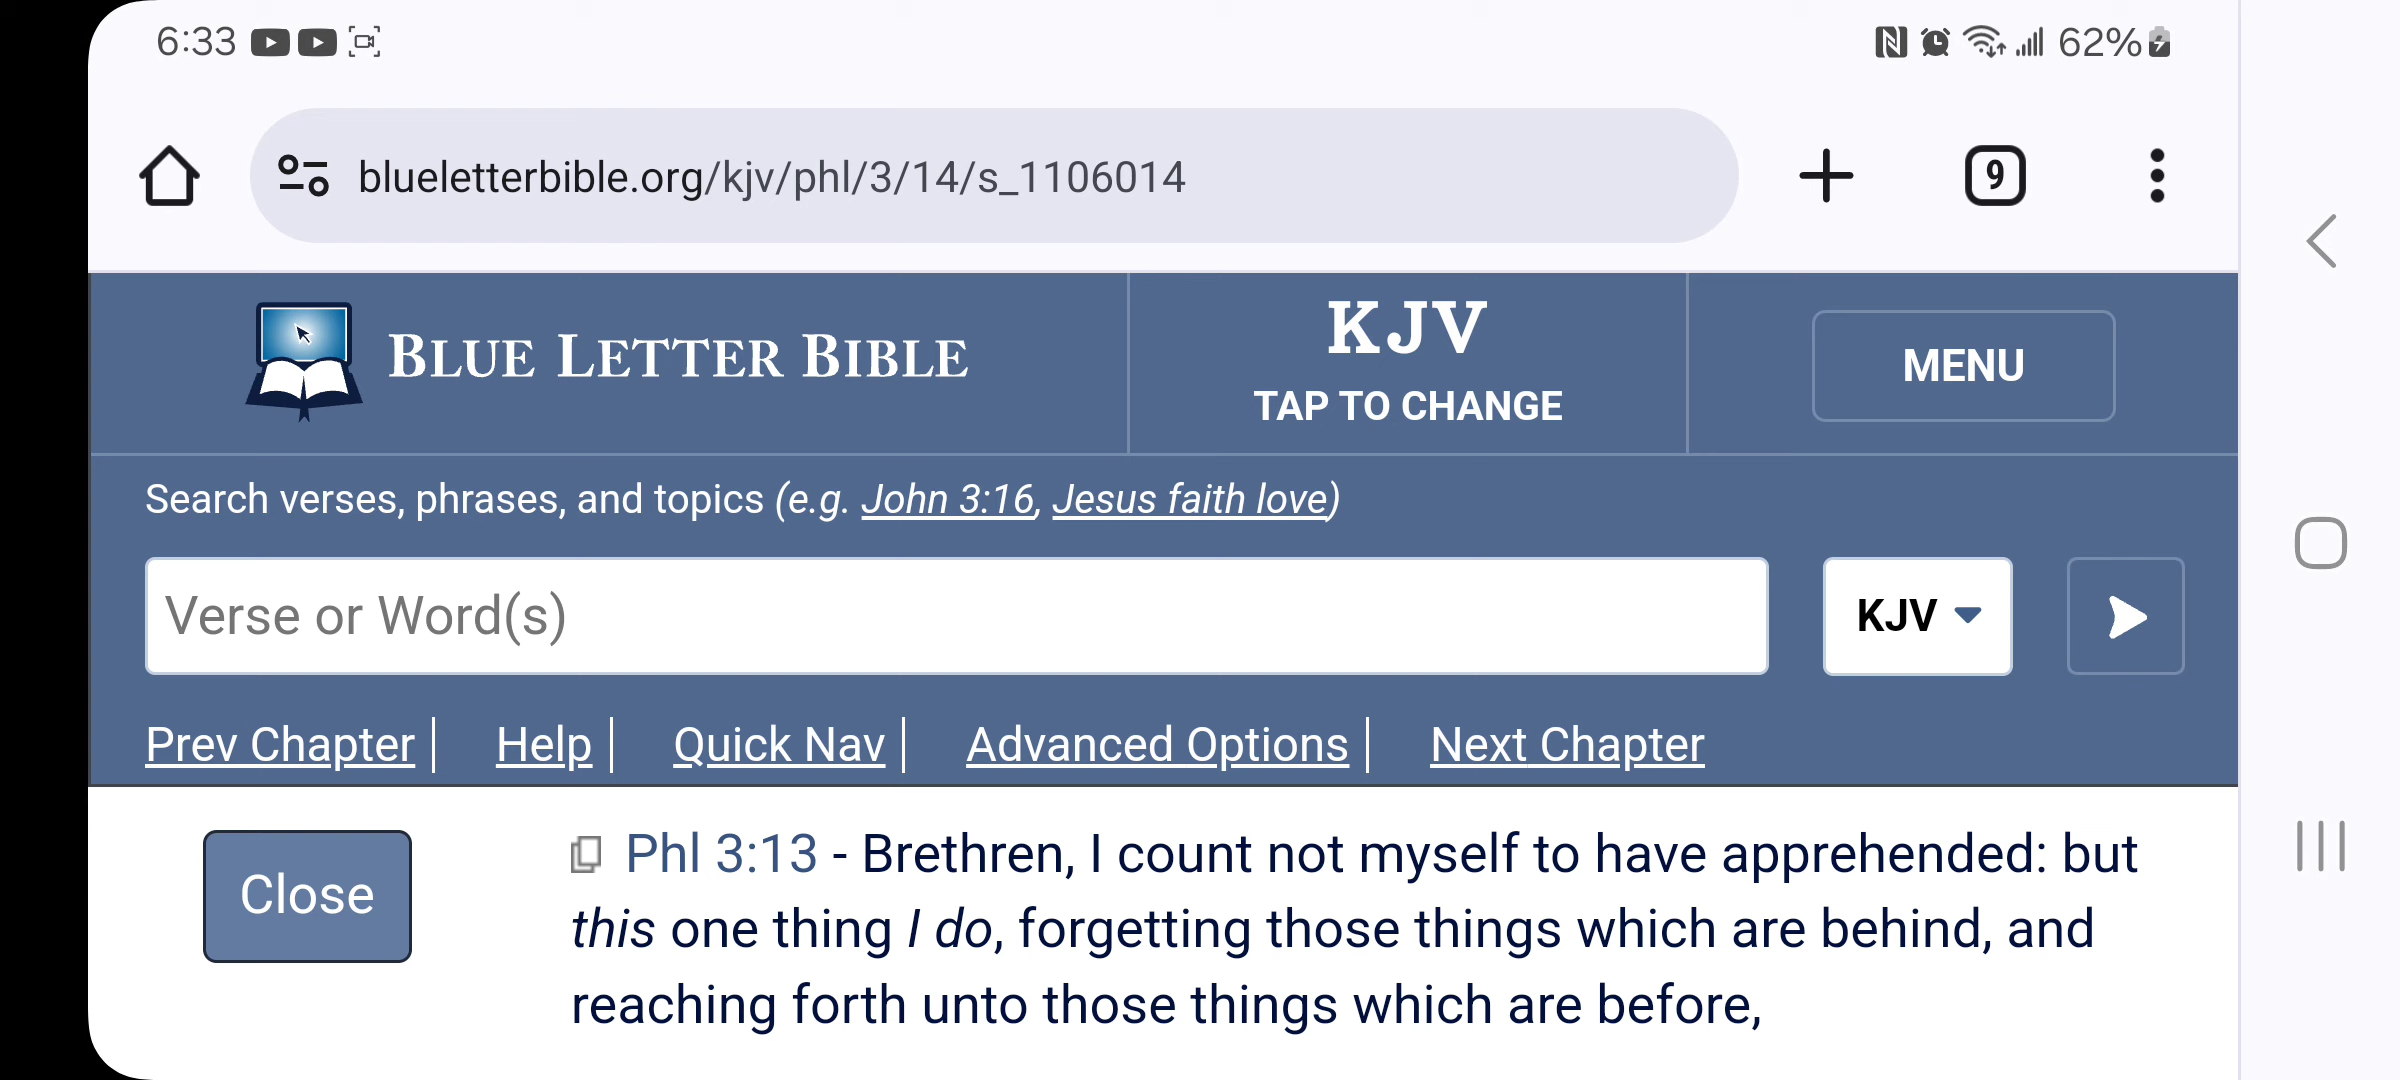 6:33 62%
blueletterbible.org/kjv/phl/3/14/s_1106014 9
BLUE LETTER BIBLE
KJV
TAP TO CHANGE
MENU
Search verses, phrases, and topics (e.g. John 3:16, Jesus faith love)
Verse or Word(s) KJV
Prev Chapter Help Quick Nav Advanced Options Next Chapter
Close
Phl 3:13 - Brethren, I count not myself to have apprehended: but
this one thing I do, forgetting those things which are behind, and
reaching forth unto those things which are before,